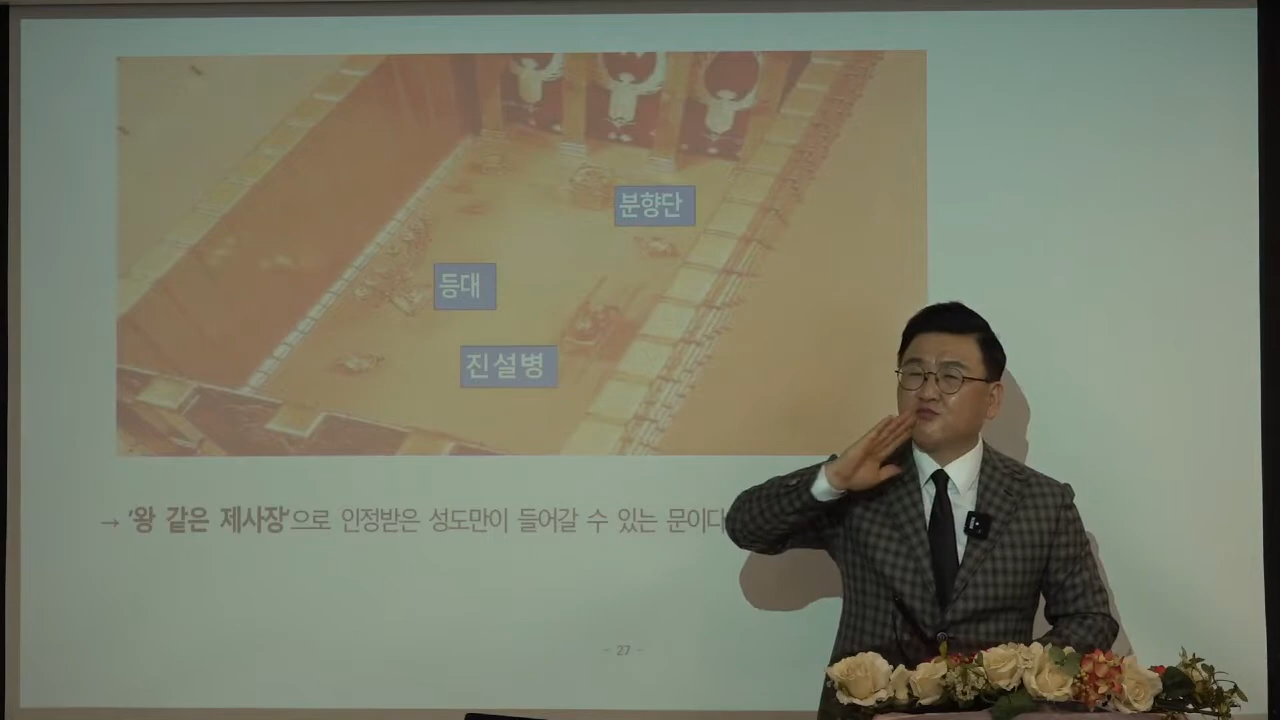 분향단
등대
진설병
→ '왕 같은 제사장'으로 인정받은 성도만이 들어갈 수 있는 문이다
- 27 -